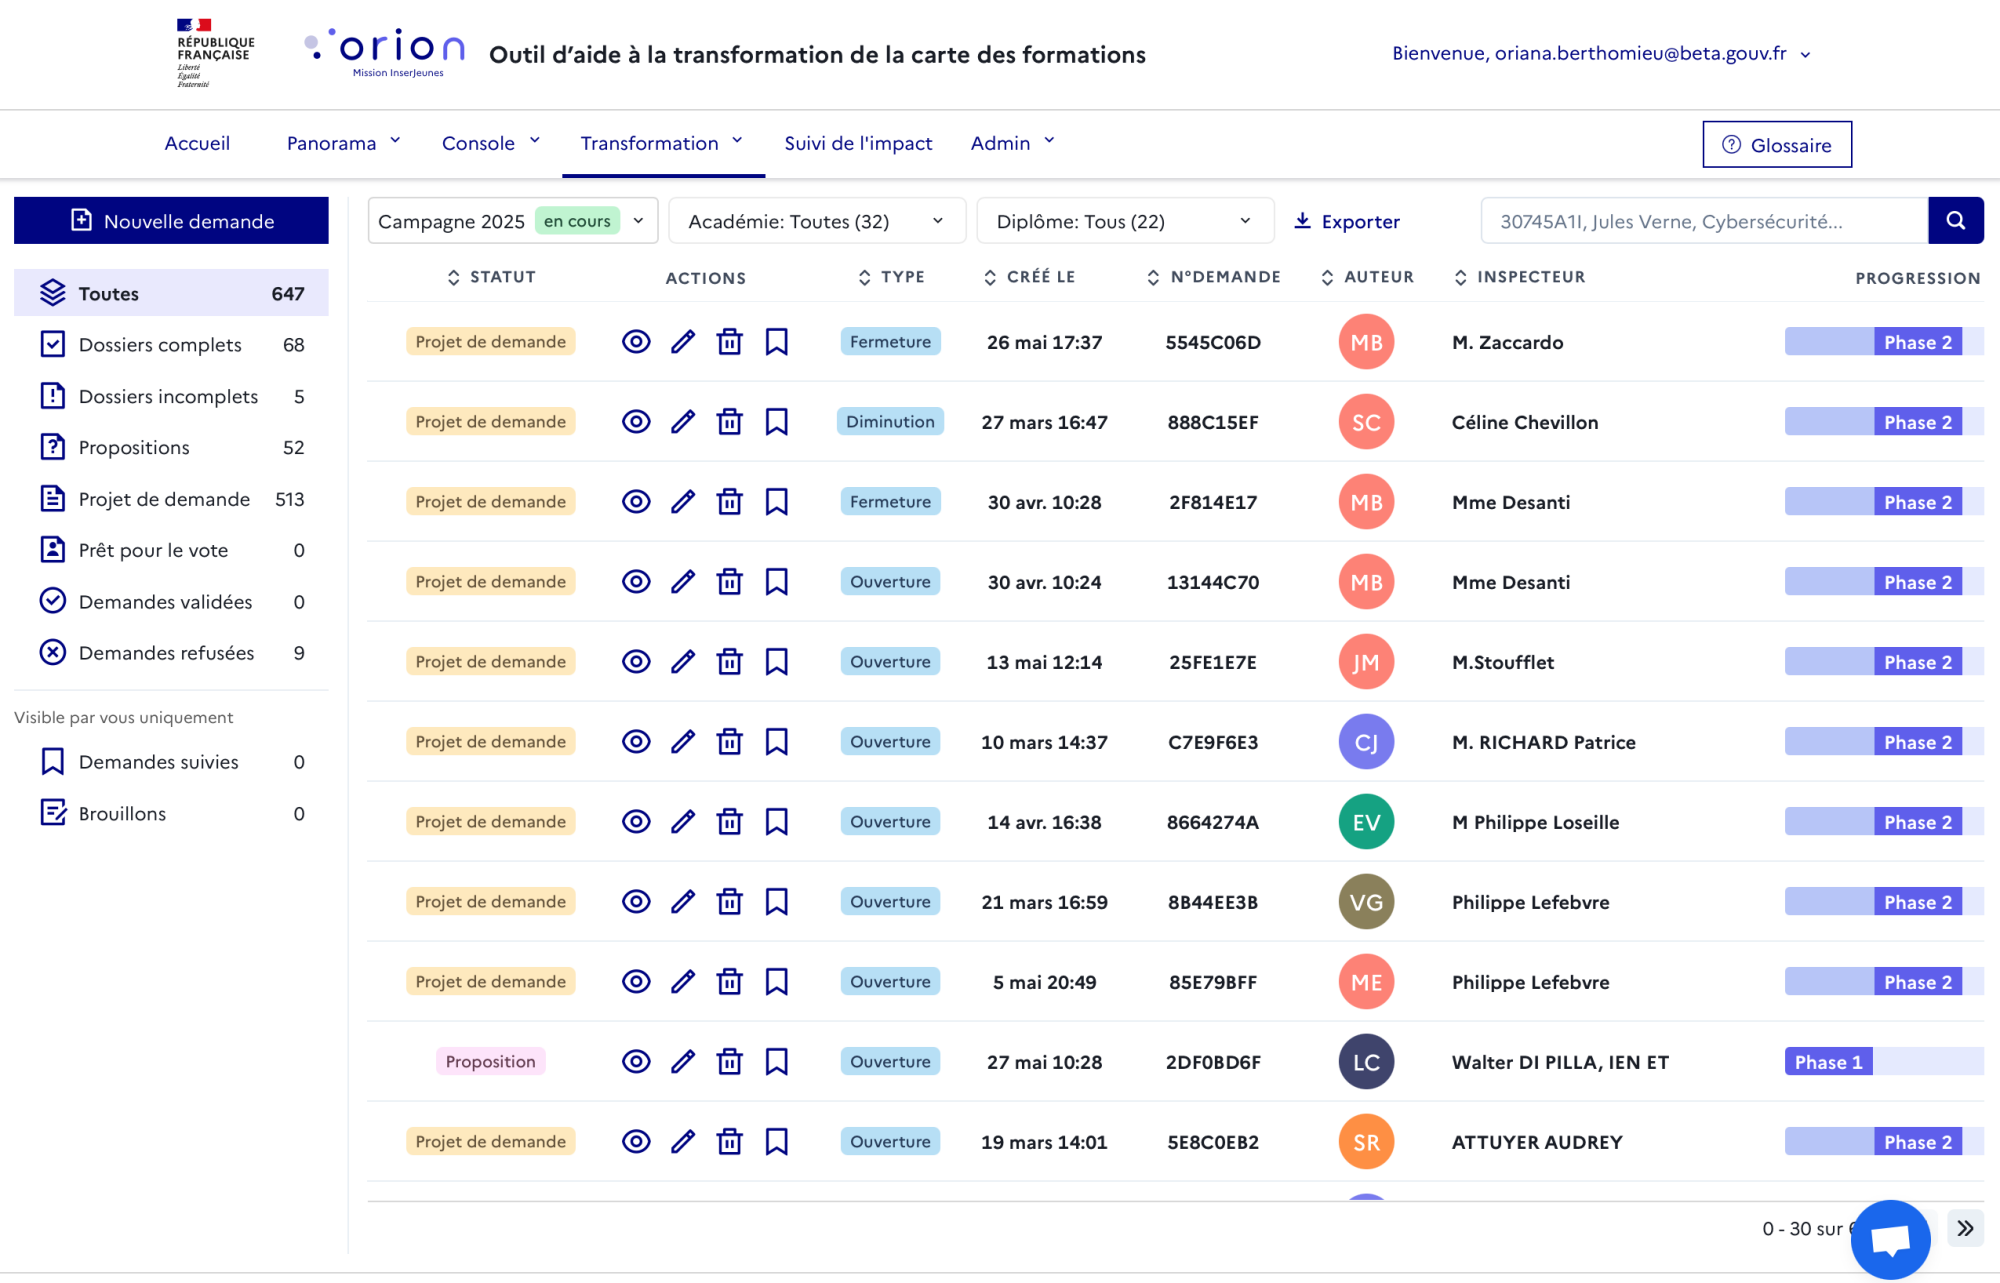 RÉPUBLIQUE
FRANÇAISE
Liberté
Égalité
Fraternité
orion
Mission InserJeunes
Outil d’aide à la transformation de la carte des formations
Bienvenue, oriana.berthomieu@beta.gouv.fr
Accueil
Panorama
Console
Transformation
Suivi de l'impact
Admin
Glossaire
Nouvelle demande
Toutes 647
Dossiers complets 68
Dossiers incomplets 5
Propositions 52
Projet de demande 513
Prêt pour le vote 0
Demandes validées 0
Demandes refusées 9
Visible par vous uniquement
Demandes suivies 0
Brouillons 0
Campagne 2025 en cours
Académie: Toutes (32)
Diplôme: Tous (22)
Exporter
30745A1I, Jules Verne, Cybersécurité...
STATUT ACTIONS TYPE CRÉÉ LE N°DEMANDE AUTEUR INSPECTEUR PROGRESSION
Projet de demande Fermeture 26 mai 17:37 5545C06D MB M. Zaccardo Phase 2
Projet de demande Diminution 27 mars 16:47 888C15EF SC Céline Chevillon Phase 2
Projet de demande Fermeture 30 avr. 10:28 2F814E17 MB Mme Desanti Phase 2
Projet de demande Ouverture 30 avr. 10:24 13144C70 MB Mme Desanti Phase 2
Projet de demande Ouverture 13 mai 12:14 25FE1E7E JM M.Stoufflet Phase 2
Projet de demande Ouverture 10 mars 14:37 C7E9F6E3 CJ M. RICHARD Patrice Phase 2
Projet de demande Ouverture 14 avr. 16:38 8664274A EV M Philippe Loseille Phase 2
Projet de demande Ouverture 21 mars 16:59 8B44EE3B VG Philippe Lefebvre Phase 2
Projet de demande Ouverture 5 mai 20:49 85E79BFF ME Philippe Lefebvre Phase 2
Proposition Ouverture 27 mai 10:28 2DF0BD6F LC Walter DI PILLA, IEN ET Phase 1
Projet de demande Ouverture 19 mars 14:01 5E8C0EB2 SR ATTUYER AUDREY Phase 2
0 - 30 sur